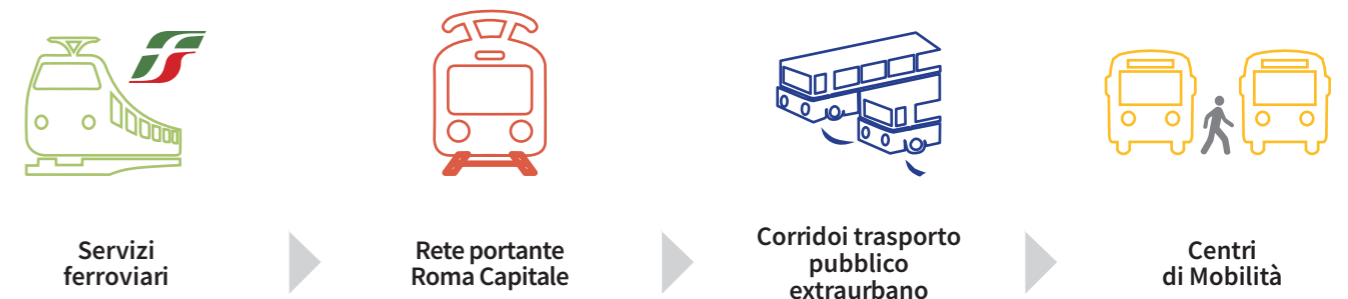 Servizi
ferroviari
Rete portante
Roma Capitale
Corridoi trasporto
pubblico
extraurbano
Centri
di Mobilità